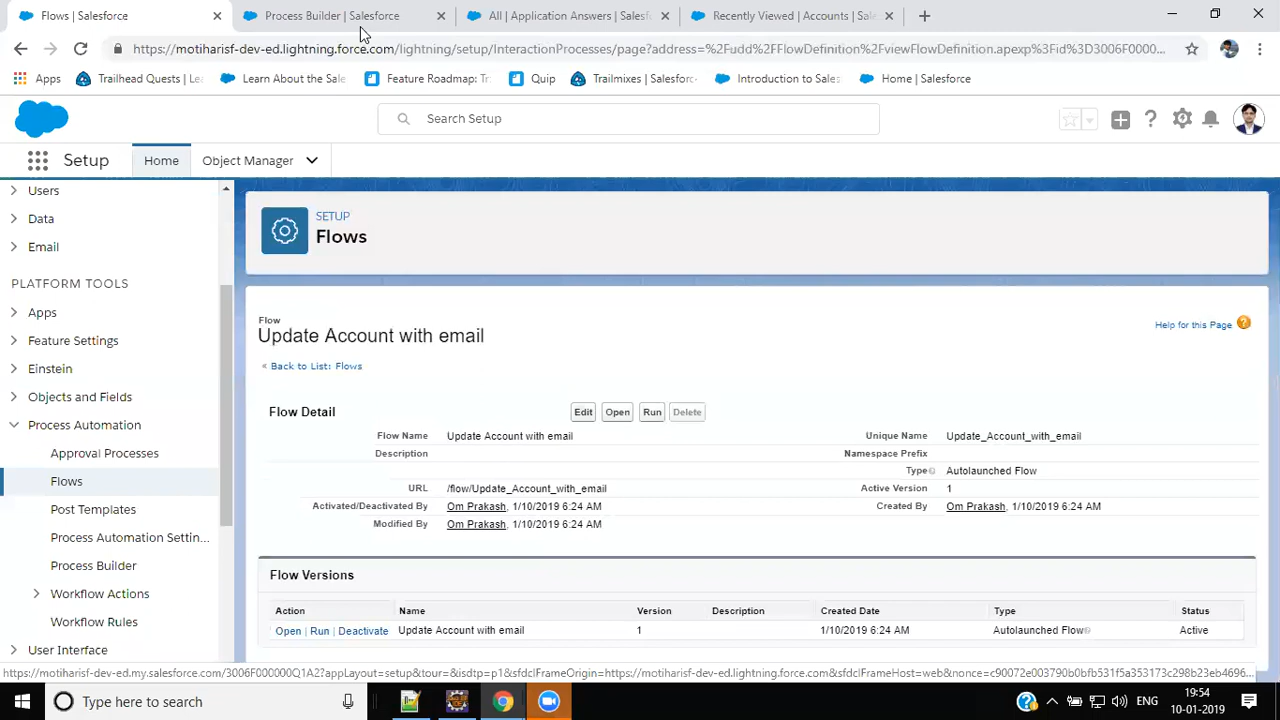 Flows | Salesforce
Process Builder | Salesforce
All | Application Answers | Salesf
Recently Viewed | Accounts | Sal
https://motiharisf-dev-ed.lightning.force.com/lightning/setup/InteractionProcesses/page?address=%2Fudd%2FFlowDefinition%2FviewFlowDefinition.apexp%3Fid%3D3006F0000...
Apps
Trailhead Quests | Le
Learn About the Sale
Feature Roadmap: Tr
Quip
Trailmixes | Salesforc
Introduction to Sales
Home | Salesforce
Search Setup
Setup
Home
Object Manager
Users
Data
Email
PLATFORM TOOLS
Apps
Feature Settings
Einstein
Objects and Fields
Process Automation
Approval Processes
Flows
Post Templates
Process Automation Settin...
Process Builder
Workflow Actions
Workflow Rules
User Interface
SETUP
Flows
Flow
Update Account with email
Help for this Page
« Back to List: Flows
Flow Detail
Edit
Open
Run
Delete
Flow Name Update Account with email
Unique Name Update_Account_with_email
Description
Namespace Prefix
Type Autolaunched Flow
URL /flow/Update_Account_with_email
Active Version 1
Activated/Deactivated By Om Prakash, 1/10/2019 6:24 AM
Created By Om Prakash, 1/10/2019 6:24 AM
Modified By Om Prakash, 1/10/2019 6:24 AM
Flow Versions
Action Name Version Description Created Date Type Status
Open | Run | Deactivate Update Account with email 1 1/10/2019 6:24 AM Autolaunched Flow Active
https://motiharisf-dev-ed.my.salesforce.com/3006F00000Q1A2?appLayout=setup&tour=&isdtp=p1&sfdcIFrameOrigin=https://motiharisf-dev-ed.lightning.force.com&sfdcIFrameHost=web&nonce=c90072e003790b0bfb531f5a353173c298b23eb4696...
Type here to search
ENG
19:54
10-01-2019